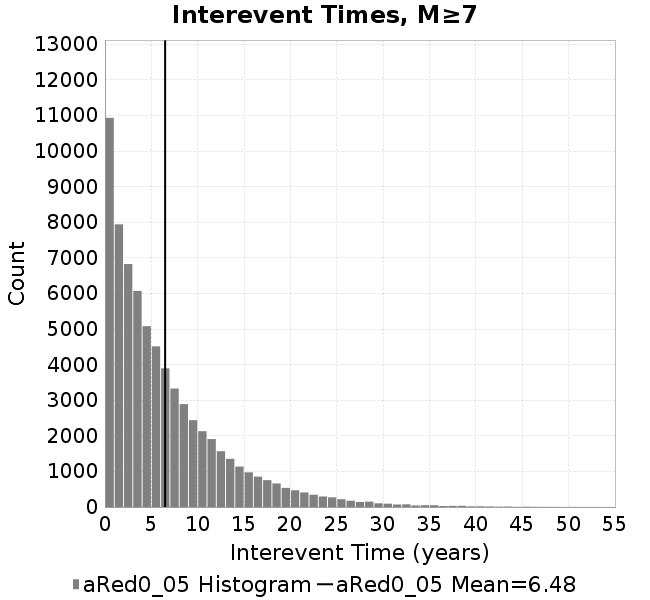 Interevent Times, M≥7
13000
12000
11000
10000
9000
8000
7000
6000
5000
4000
3000
2000
1000
0
Count
0 5 10 15 20 25 30 35 40 45 50 55
Interevent Time (years)
aRed0_05 Histogram aRed0_05 Mean=6.48